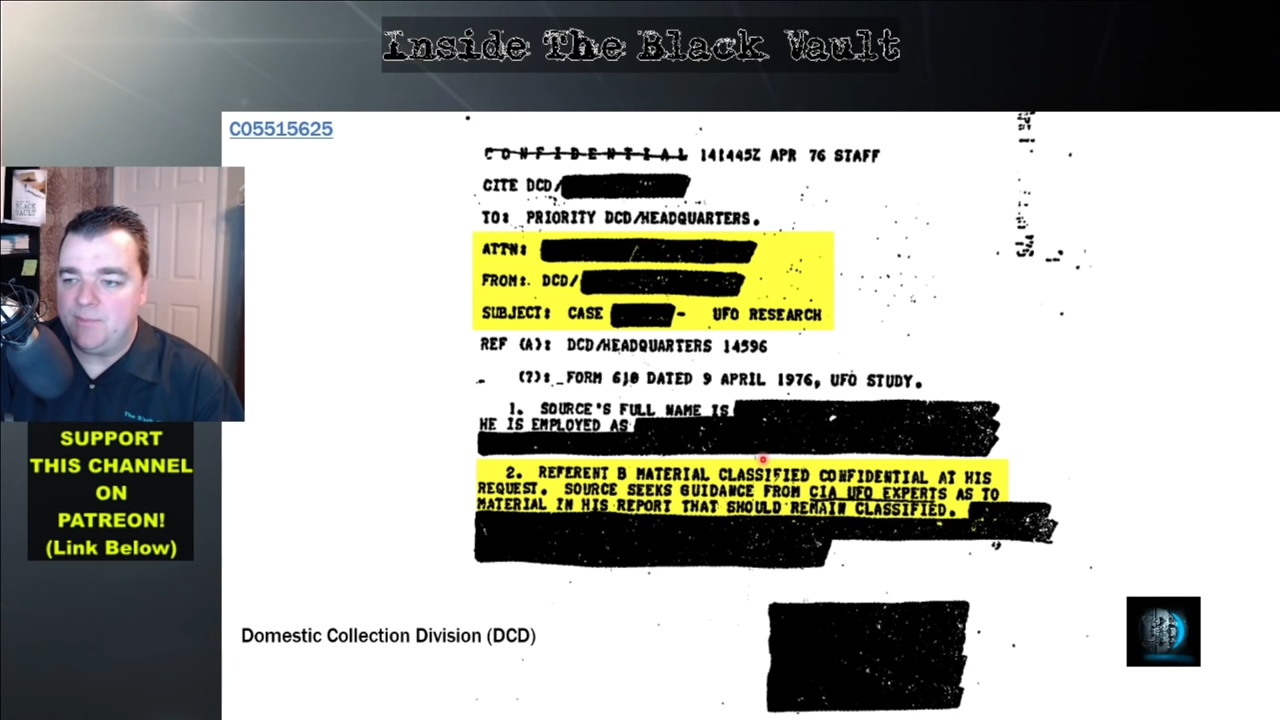 Inside The Black Vault
C05515625
CONFIDENTIAL 141445Z APR 76 STAFF
CITE DCD/
TO: PRIORITY DCD/HEADQUARTERS.
ATTN:
FROM: DCD/
SUBJECT: CASE - UFO RESEARCH
REF (A): DCD/HEADQUARTERS 14596
(?): FORM 610 DATED 9 APRIL 1976, UFO STUDY.
1. SOURCE'S FULL NAME IS
HE IS EMPLOYED AS
2. REFERENT B MATERIAL CLASSIFIED CONFIDENTIAL AT HIS
REQUEST. SOURCE SEEKS GUIDANCE FROM CIA UFO EXPERTS AS TO
MATERIAL IN HIS REPORT THAT SHOULD REMAIN CLASSIFIED.
SUPPORT
THIS CHANNEL
ON
PATREON!
(Link Below)
Domestic Collection Division (DCD)